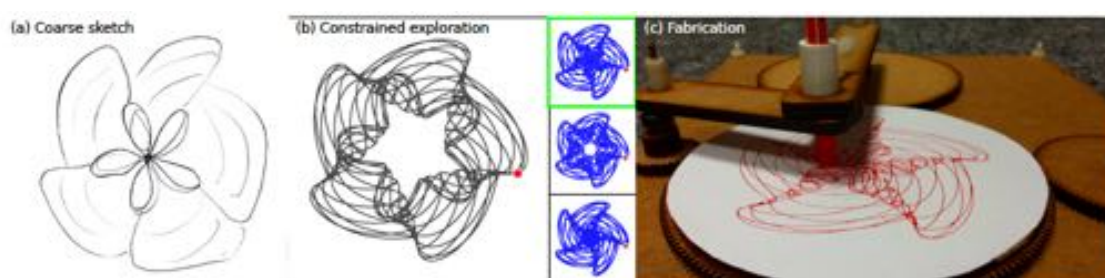 (a) Coarse sketch
(b) Constrained exploration
(c) Fabrication